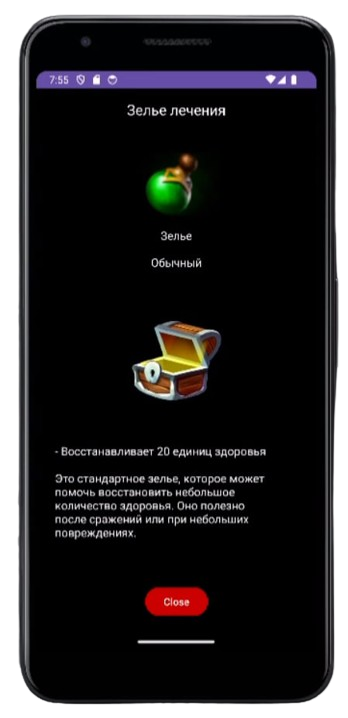 7:55
Зелье лечения
Зелье
Обычный
- Восстанавливает 20 единиц здоровья
Это стандартное зелье, которое может
помочь восстановить небольшое
количество здоровья. Оно полезно
после сражений или при небольших
повреждениях.
Close